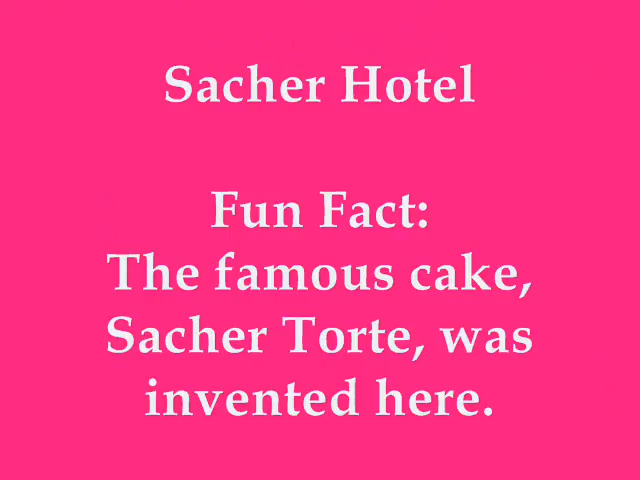 Sacher Hotel
Fun Fact:
The famous cake,
Sacher Torte, was
invented here.